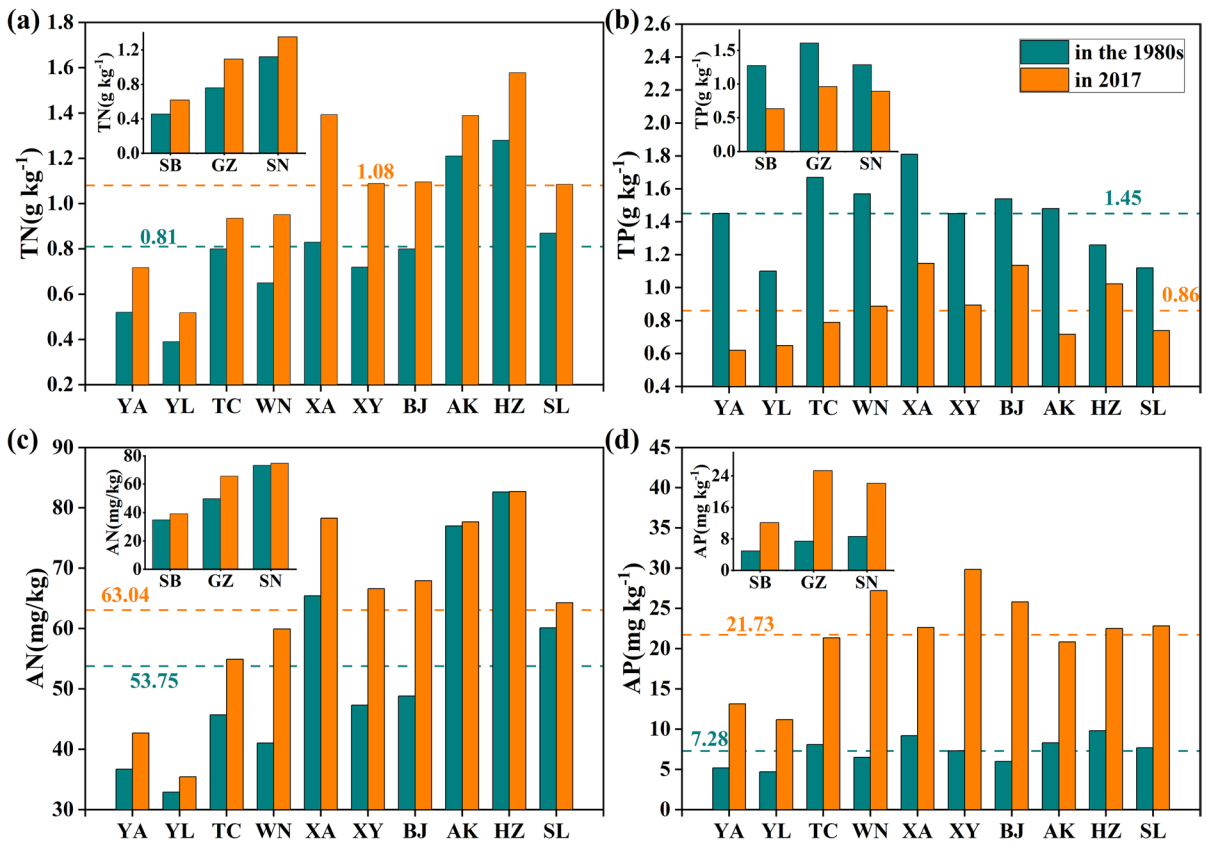 (a)
TN(g kg-1)
1.8
1.6
1.4
1.2
1.0
0.8
0.6
0.4
0.2
TN(g kg-1)
1.2
0.8
0.4
0.0
SB GZ SN
1.08
0.81
YA YL TC WN XA XY BJ AK HZ SL
(b)
TP(g kg-1)
2.6
2.4
2.2
2.0
1.8
1.6
1.4
1.2
1.0
0.8
0.6
0.4
TP(g kg-1)
1.5
1.0
0.5
0.0
SB GZ SN
in the 1980s
in 2017
1.45
0.86
YA YL TC WN XA XY BJ AK HZ SL
(c)
AN(mg/kg)
90
80
70
60
50
40
30
AN(mg/kg)
80
60
40
20
0
SB GZ SN
63.04
53.75
YA YL TC WN XA XY BJ AK HZ SL
(d)
AP(mg kg-1)
45
40
35
30
25
20
15
10
5
0
AP(mg kg-1)
24
16
8
0
SB GZ SN
21.73
7.28
YA YL TC WN XA XY BJ AK HZ SL